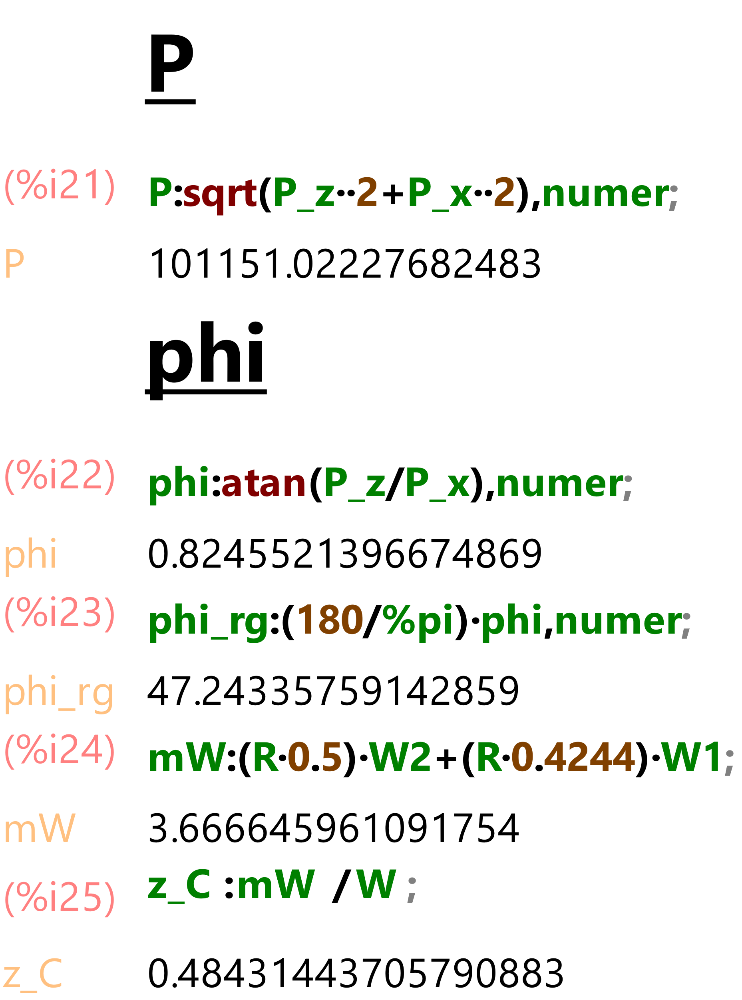 P
(%i21) P:sqrt(P_z··2+P_x··2),numer;
P 101151.02227682483
phi
(%i22) phi:atan(P_z/P_x),numer;
phi 0.8245521396674869
(%i23) phi_rg:(180/%pi)·phi,numer;
phi_rg 47.24335759142859
(%i24) mW:(R·0.5)·W2+(R·0.4244)·W1;
mW 3.666645961091754
(%i25) z_C :mW /W ;
z_C 0.484314437057​90883